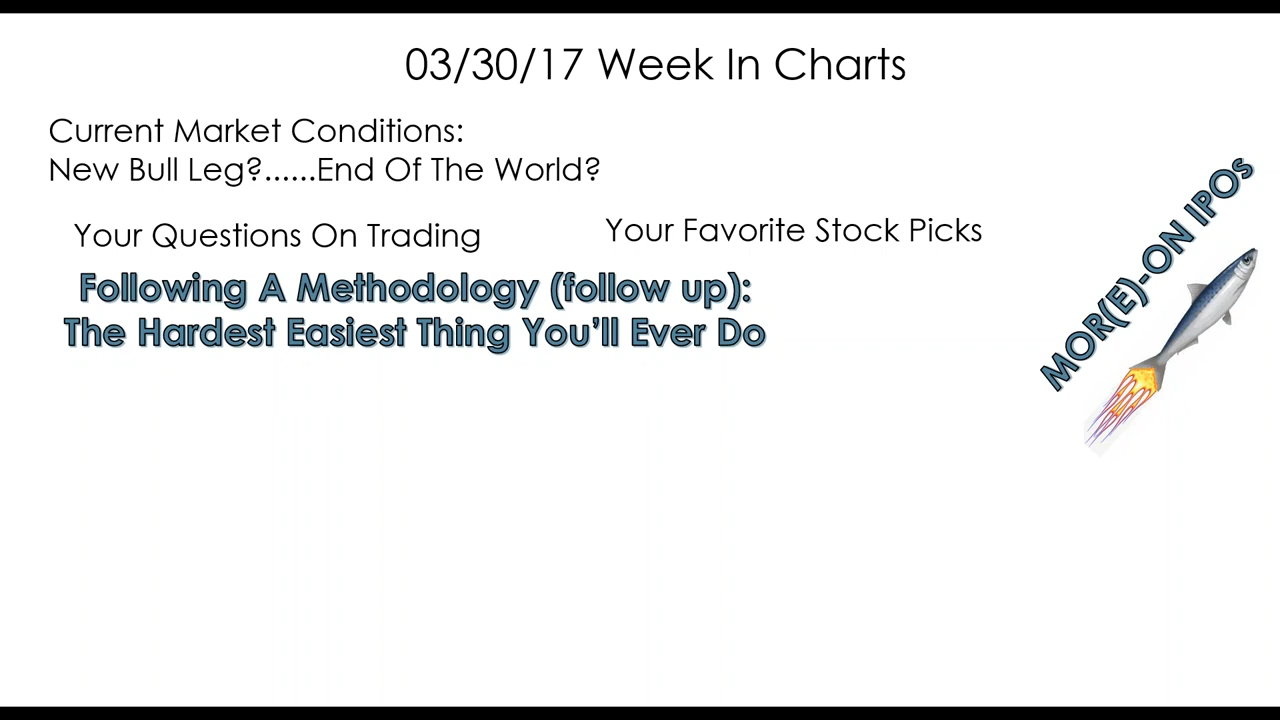 03/30/17 Week In Charts
Current Market Conditions:
New Bull Leg?......End Of The World?
Your Questions On Trading
Your Favorite Stock Picks
Following A Methodology (follow up):
The Hardest Easiest Thing You’ll Ever Do
MOR(E)-ON IPOs